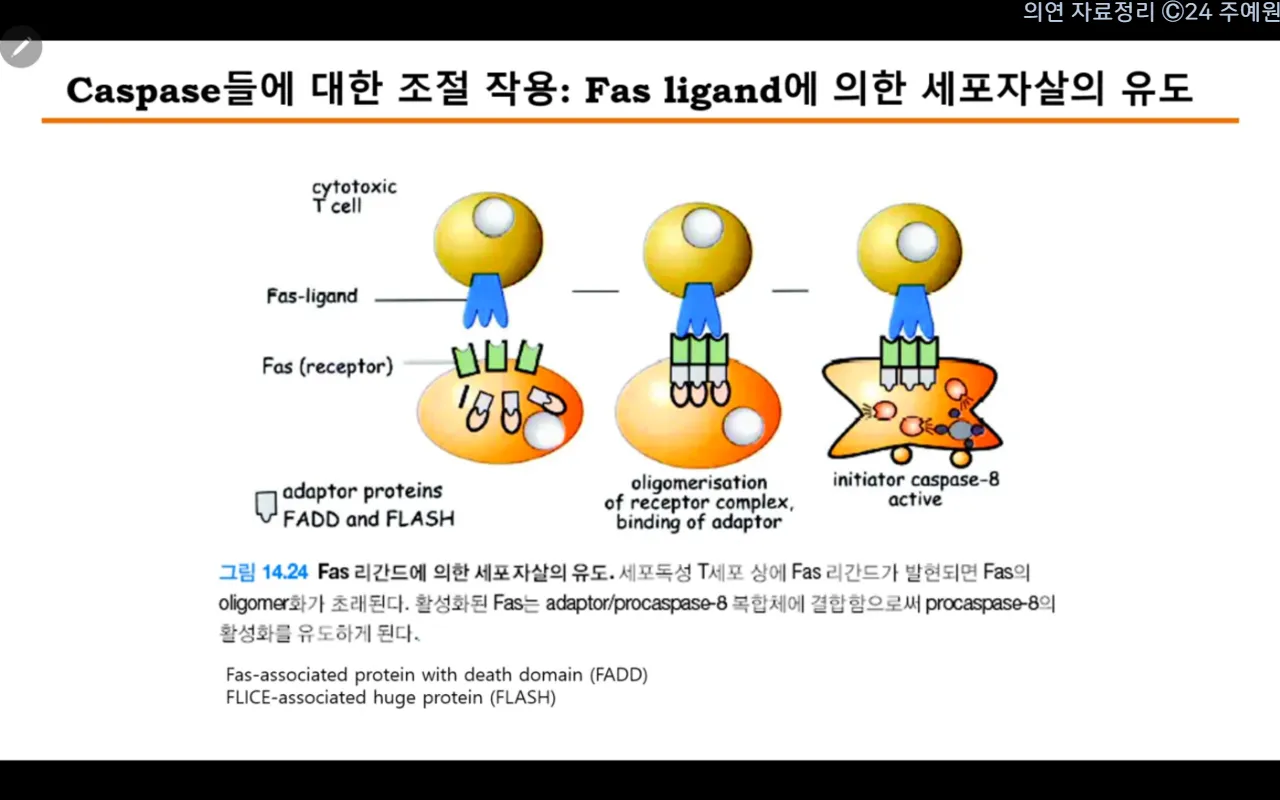 의연 자료정리 ©24 주예원
Caspase들에 대한 조절 작용: Fas ligand에 의한 세포자살의 유도
cytotoxic
T cell
Fas-ligand
Fas (receptor)
adaptor proteins
FADD and FLASH
oligomerisation
of receptor complex,
binding of adaptor
initiator caspase-8
active
그림 14.24 Fas 리간드에 의한 세포자살의 유도. 세포독성 T세포 상에 Fas 리간드가 발현되면 Fas의
oligomer화가 초래된다. 활성화된 Fas는 adaptor/procaspase-8 복합체에 결합함으로써 procaspase-8의
활성화를 유도하게 된다.
Fas-associated protein with death domain (FADD)
FLICE-associated huge protein (FLASH)